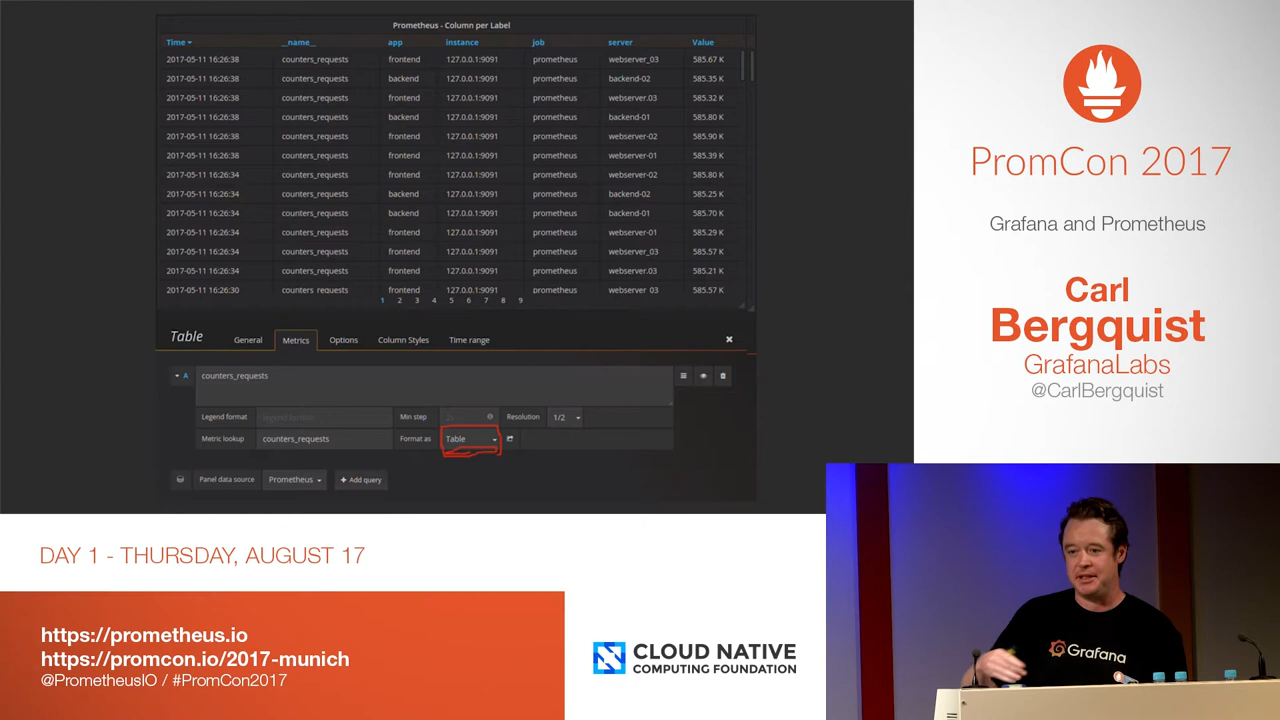 Prometheus - Column per Label
Time __name__ app instance job server Value
2017-05-11 16:26:38 counters_requests frontend 127.0.0.1:9091 prometheus webserver_03 585.67 K
2017-05-11 16:26:38 counters_requests backend 127.0.0.1:9091 prometheus backend-02 585.35 K
2017-05-11 16:26:38 counters_requests frontend 127.0.0.1:9091 prometheus webserver.03 585.32 K
2017-05-11 16:26:38 counters_requests backend 127.0.0.1:9091 prometheus backend-01 585.80 K
2017-05-11 16:26:38 counters_requests frontend 127.0.0.1:9091 prometheus webserver-02 585.90 K
2017-05-11 16:26:38 counters_requests frontend 127.0.0.1:9091 prometheus webserver-01 585.39 K
2017-05-11 16:26:34 counters_requests frontend 127.0.0.1:9091 prometheus webserver-02 585.80 K
2017-05-11 16:26:34 counters_requests backend 127.0.0.1:9091 prometheus backend-02 585.25 K
2017-05-11 16:26:34 counters_requests backend 127.0.0.1:9091 prometheus backend-01 585.70 K
2017-05-11 16:26:34 counters_requests frontend 127.0.0.1:9091 prometheus webserver-01 585.29 K
2017-05-11 16:26:34 counters_requests frontend 127.0.0.1:9091 prometheus webserver_03 585.57 K
2017-05-11 16:26:34 counters_requests frontend 127.0.0.1:9091 prometheus webserver.03 585.21 K
2017-05-11 16:26:30 counters_requests frontend 127.0.0.1:9091 prometheus webserver_03 585.57 K
1 2 3 4 5 6 7 8 9
Table General Metrics Options Column Styles Time range
A counters_requests
Legend format legend format Min step Resolution 1/2
Metric lookup counters_requests Format as Table
Panel data source Prometheus + Add query
PromCon 2017
Grafana and Prometheus
Carl
Bergquist
GrafanaLabs
@CarlBergquist
Grafana
DAY 1 - THURSDAY, AUGUST 17
https://prometheus.io
https://promcon.io/2017-munich
@PrometheusIO / #PromCon2017
CLOUD NATIVE
COMPUTING FOUNDATION